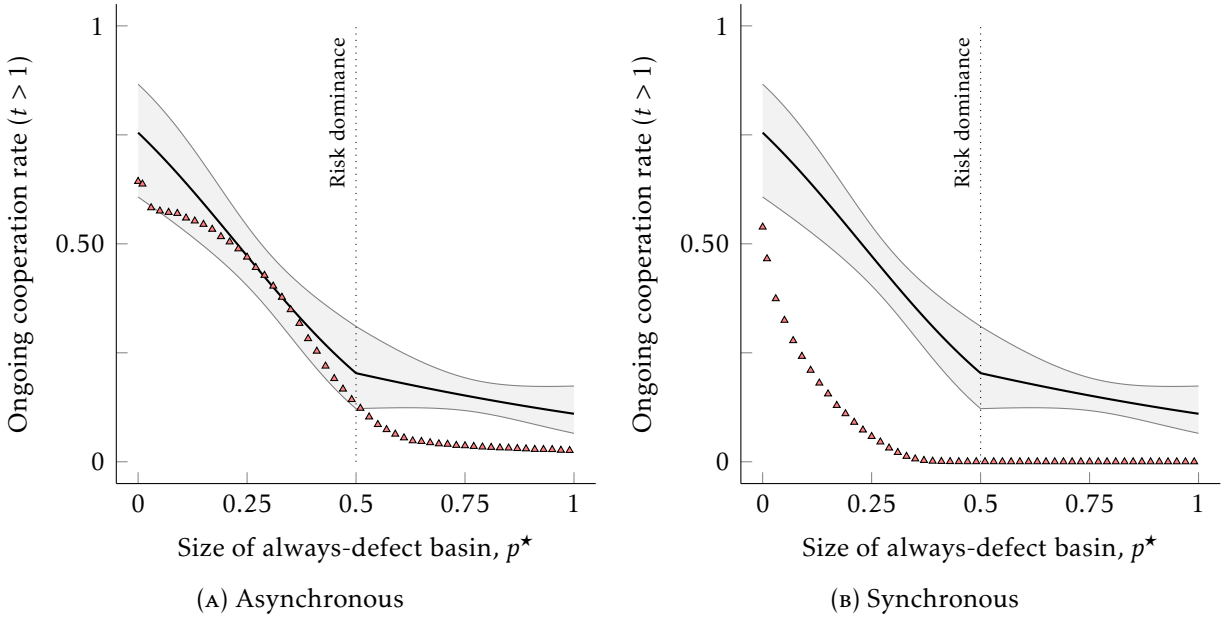 1
0.50
0
Ongoing cooperation rate (t > 1)
Risk dominance
0
0.25
0.5
0.75
1
Size of always-defect basin, p★
(A) Asynchronous
1
0.50
0
Ongoing cooperation rate (t > 1)
Risk dominance
0
0.25
0.5
0.75
1
Size of always-defect basin, p★
(B) Synchronous